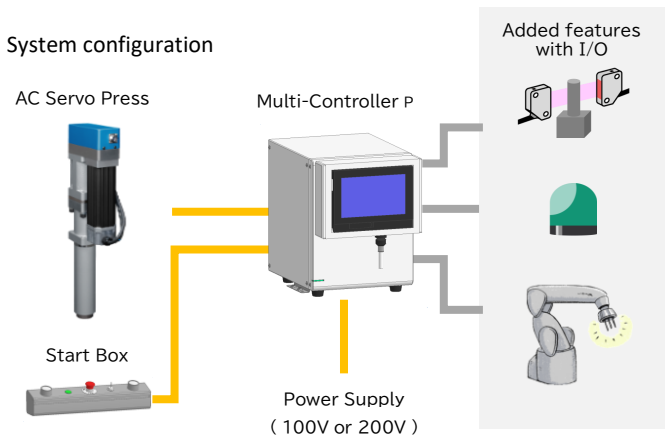 System configuration
Added features
with I/O
AC Servo Press
Multi-Controller P
Start Box
Power Supply
( 100V or 200V )